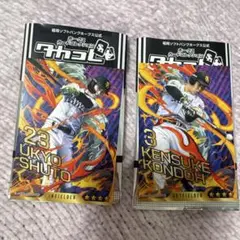 福岡ソフトバンクホークス公式
タカコレ
23
UKYO
SHUTO
INFIELDER
福岡ソフトバンクホークス公式
タカコレ
3
KENSUKE
KONDOH
OUTFIELDER